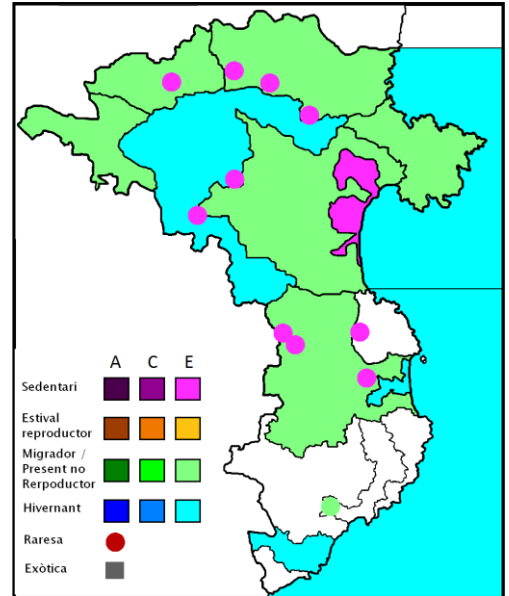 A C E
Sedentari
Estival
reproductor
Migrador /
Present no
Rerpoductor
Hivernant
Raresa
Exòtica